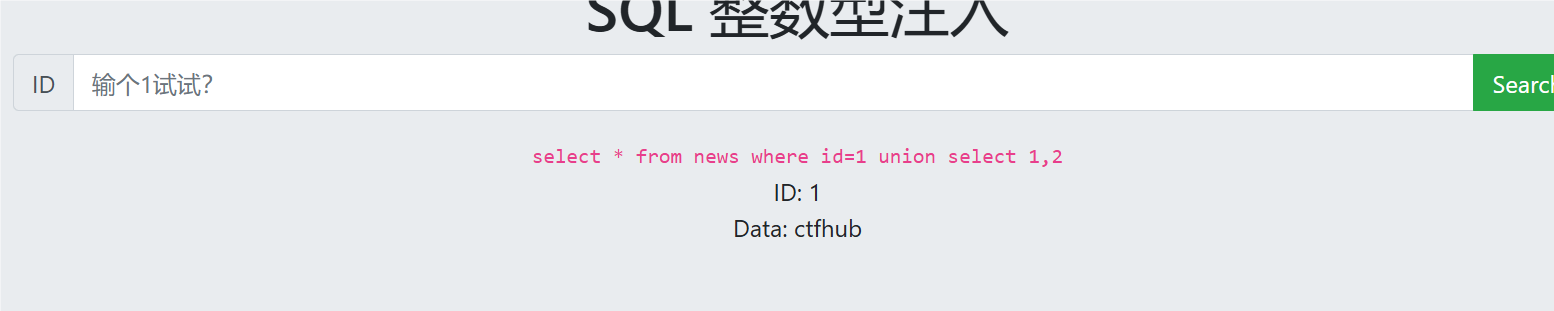 SQL 整数型注入
ID 输个1试试? Search
select * from news where id=1 union select 1,2
ID: 1
Data: ctfhub